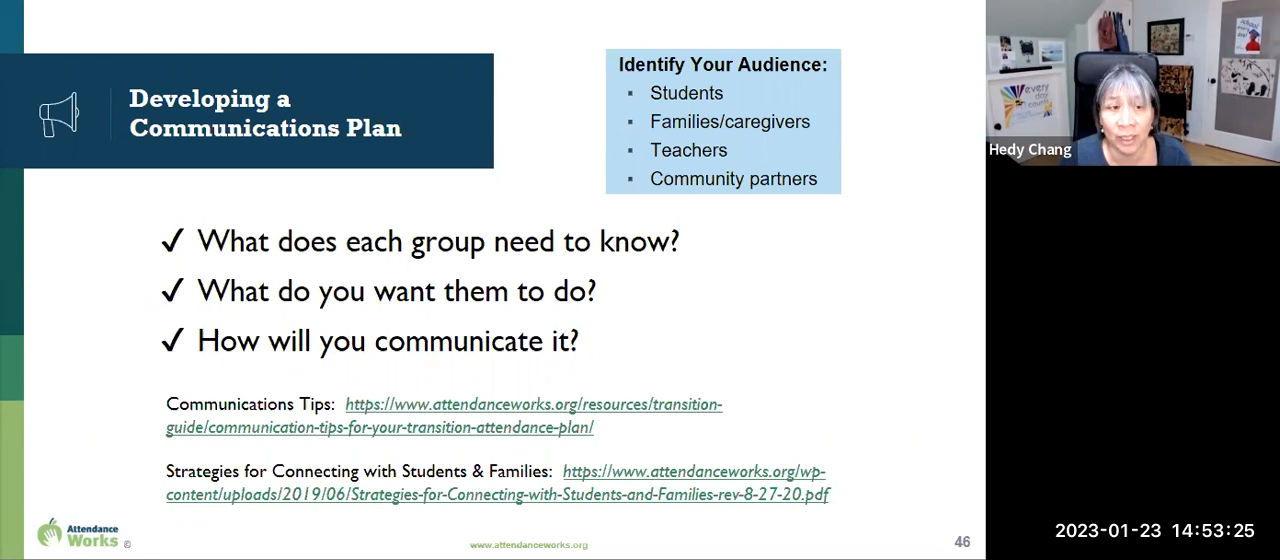 Developing a
Communications Plan
Identify Your Audience:
▪ Students
▪ Families/caregivers
▪ Teachers
▪ Community partners
✓ What does each group need to know?
✓ What do you want them to do?
✓ How will you communicate it?
Communications Tips: https://www.attendanceworks.org/resources/transition-
guide/communication-tips-for-your-transition-attendance-plan/
Strategies for Connecting with Students & Families: https://www.attendanceworks.org/wp-
content/uploads/2019/06/Strategies-for-Connecting-with-Students-and-Families-rev-8-27-20.pdf
Attendance
Works ©
www.attendanceworks.org
46
every
day
counts
Hedy Chang
2023-01-23 14:53:25